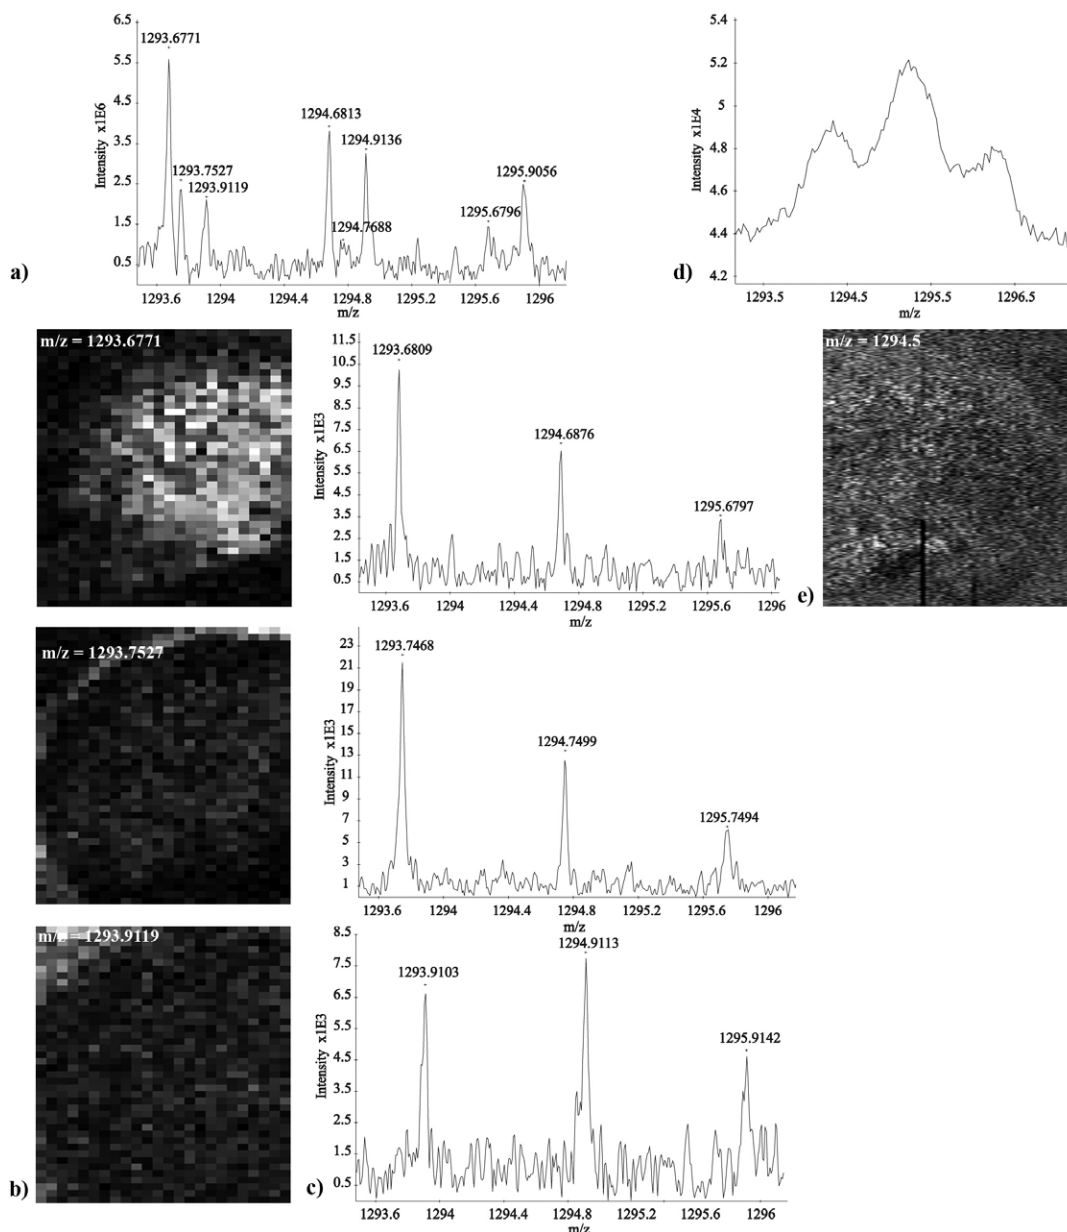 6.5
5.5
4.5
3.5
2.5
1.5
0.5
Intensity x1E6
1293.6771
1293.7527
1293.9119
1294.6813
1294.7688
1294.9136
1295.6796
1295.9056
1293.6 1294 1294.4 1294.8 1295.2 1295.6 1296
m/z
a)
5.4
5.2
5
4.8
4.6
4.4
4.2
Intensity x1E4
1293.5 1294.5 1295.5 1296.5
m/z
d)
m/z = 1293.6771
11.5
10.5
9.5
8.5
7.5
6.5
5.5
4.5
3.5
2.5
1.5
0.5
Intensity x1E3
1293.6809
1294.6876
1295.6797
1293.6 1294 1294.4 1294.8 1295.2 1295.6 1296
m/z
m/z = 1294.5
e)
m/z = 1293.7527
23
21
19
17
15
13
11
9
7
5
3
1
Intensity x1E3
1293.7468
1294.7499
1295.7494
1293.6 1294 1294.4 1294.8 1295.2 1295.6 1296
m/z
m/z = 1293.9119
b)
8.5
7.5
6.5
5.5
4.5
3.5
2.5
1.5
0.5
Intensity x1E3
1293.9103
1294.9113
1295.9142
1293.6 1294 1294.4 1294.8 1295.2 1295.6 1296
m/z
c)